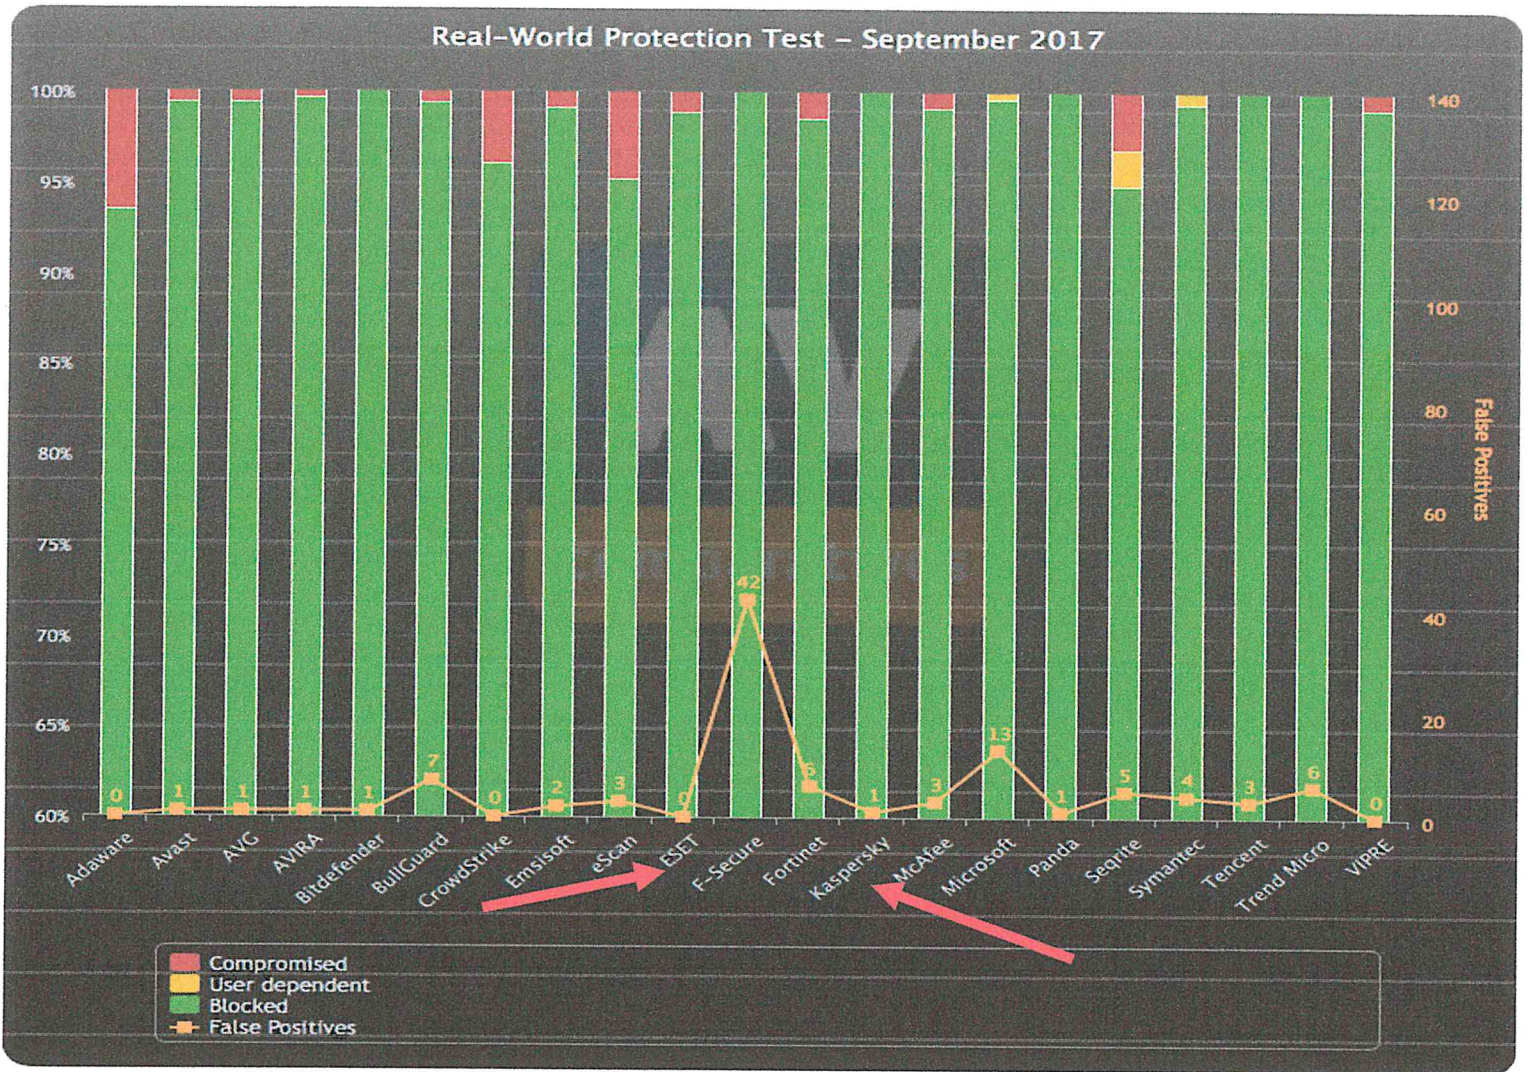 Real-World Protection Test - September 2017
100%
95%
90%
85%
80%
75%
70%
65%
60%
140
120
100
80
60
40
20
0
False Positives
0
1
1
1
1
7
0
2
3
0
42
6
1
3
13
1
5
4
3
6
0
Adaware
Avast
AVG
AVIRA
Bitdefender
BullGuard
CrowdStrike
Emsisoft
eScan
ESET
F-Secure
Fortinet
Kaspersky
McAfee
Microsoft
Panda
Seqrite
Symantec
Tencent
Trend Micro
VIPRE
Compromised
User dependent
Blocked
False Positives
AV
comparatives